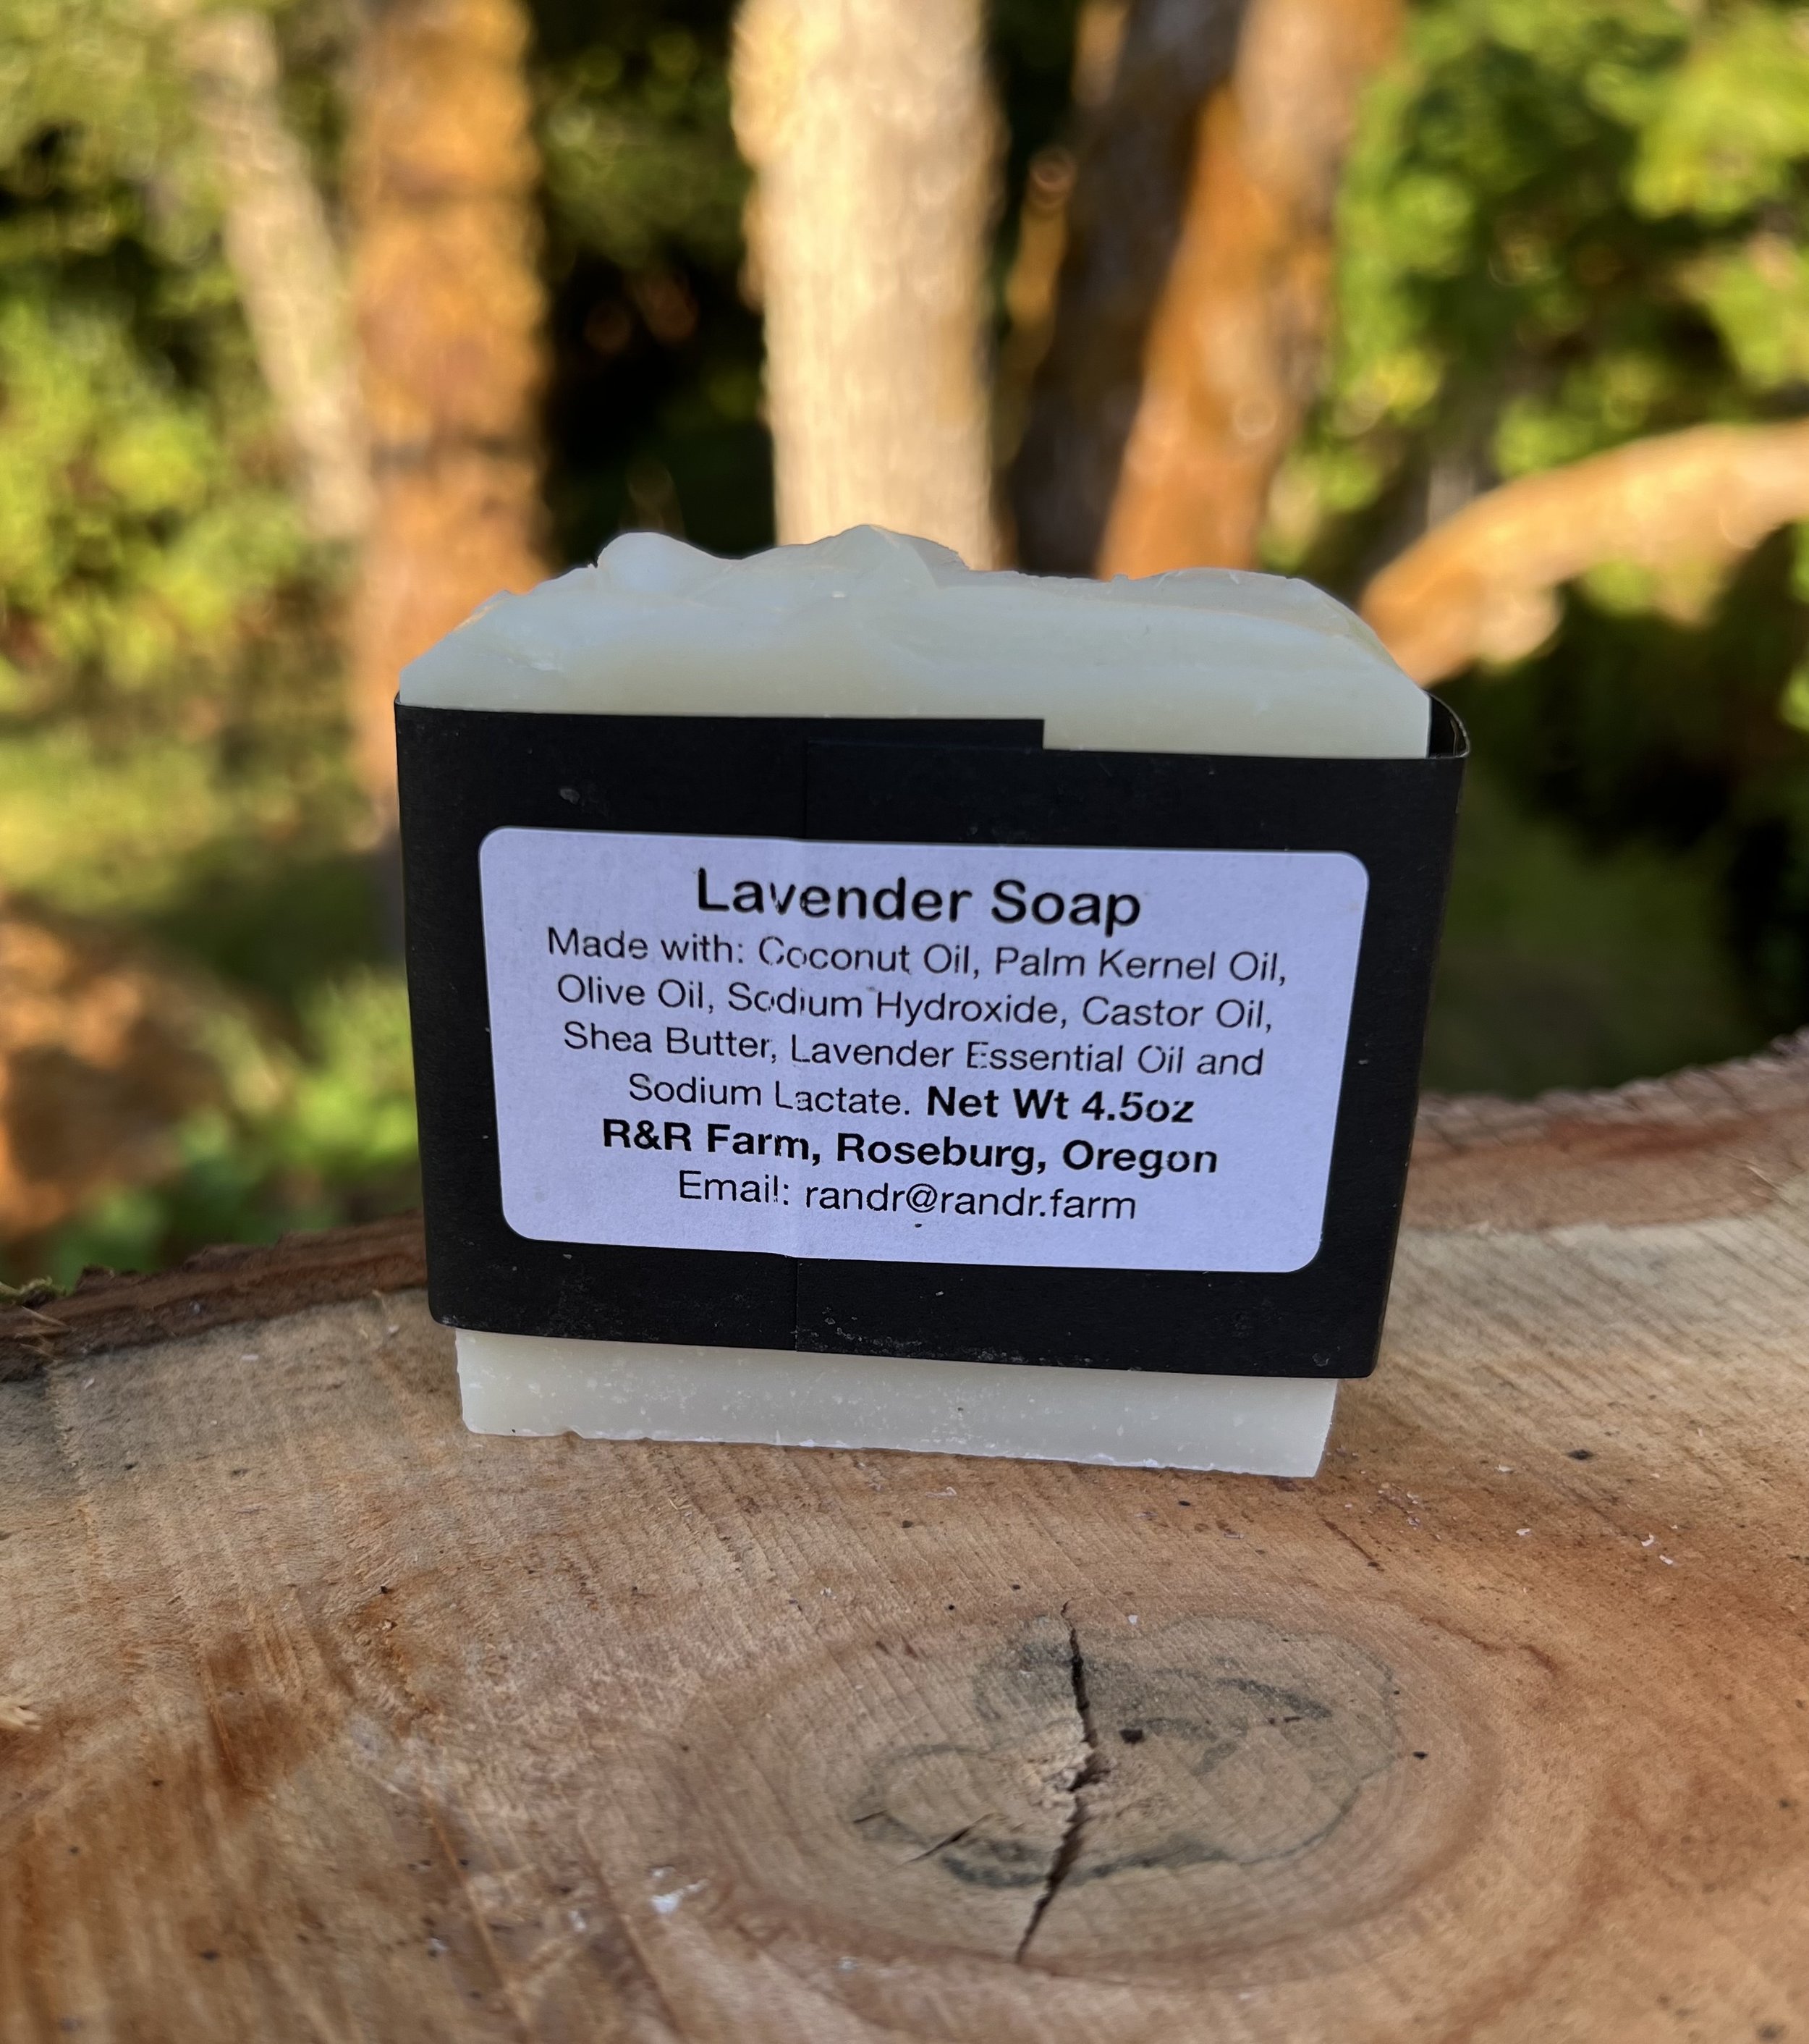 Lavender Soap
Made with: Coconut Oil, Palm Kernel Oil,
Olive Oil, Sodium Hydroxide, Castor Oil,
Shea Butter, Lavender Essential Oil and
Sodium Lactate. Net Wt 4.5oz
R&R Farm, Roseburg, Oregon
Email: randr@randr.farm